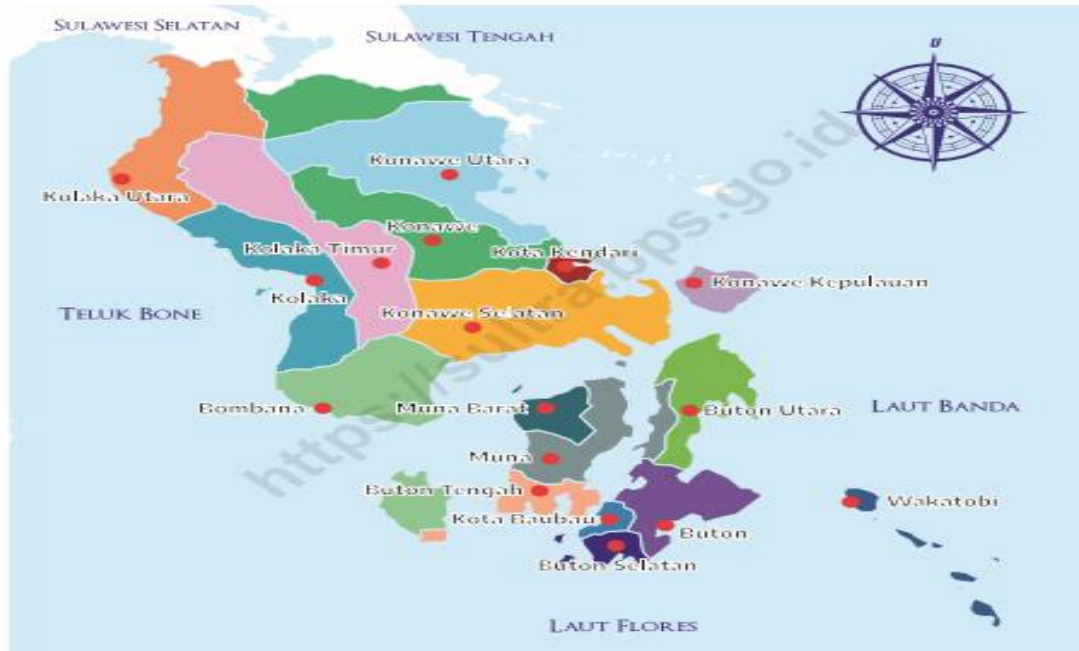 SULAWESI SELATAN
SULAWESI TENGAH
U
Konawe Utara
Kolaka Utara
Konawe
Kolaka Timur
Kota Kendari
Kolaka
Konawe Kepulauan
TELUK BONE
Konawe Selatan
Bombana
Muna Barat
Buton Utara
LAUT BANDA
Muna
Buton Tengah
Wakatobi
Kota Baubau
Buton
Buton Selatan
LAUT FLORES
https://sultra.bps.go.id